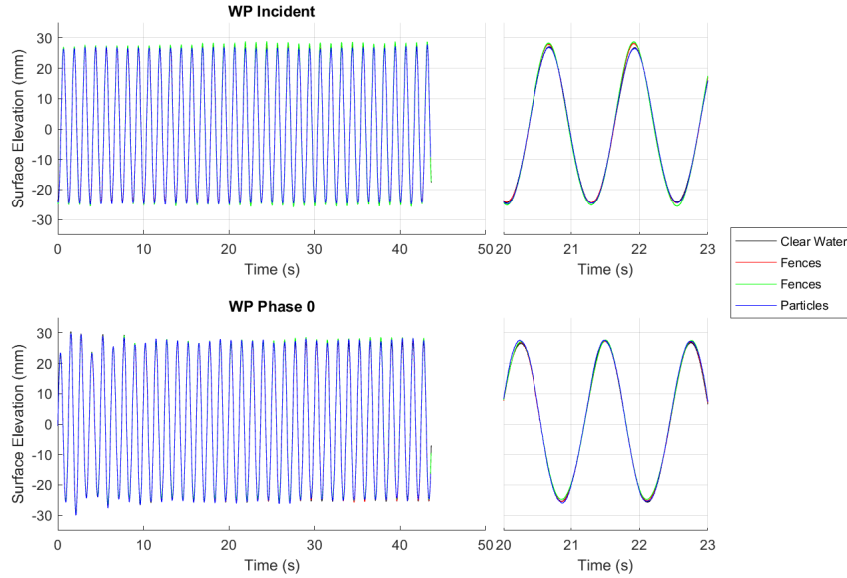 WP Incident
30
20
10
0
-10
-20
-30
Surface Elevation (mm)
0 10 20 30 40 50
Time (s)
20 21 22 23
Time (s)
Clear Water
Fences
Fences
Particles
WP Phase 0
30
20
10
0
-10
-20
-30
Surface Elevation (mm)
0 10 20 30 40 50
Time (s)
20 21 22 23
Time (s)